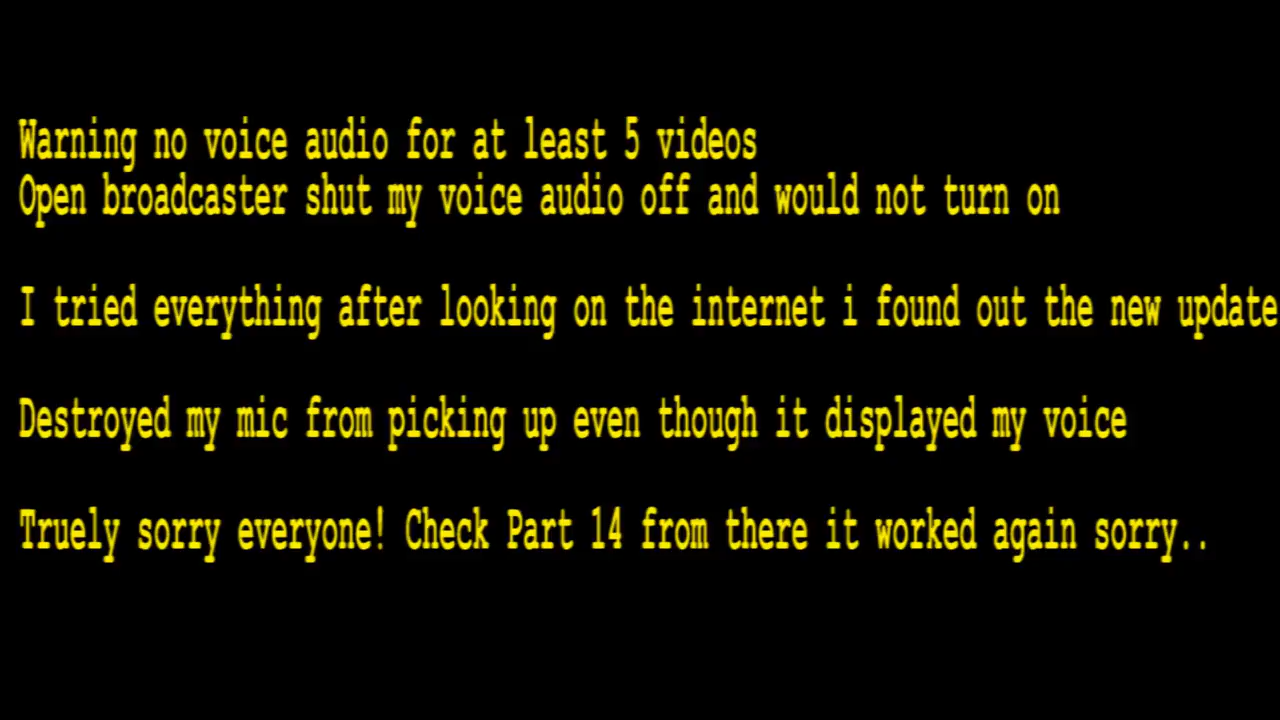 Warning no voice audio for at least 5 videos
Open broadcaster shut my voice audio off and would not turn on
I tried everything after looking on the internet i found out the new update
Destroyed my mic from picking up even though it displayed my voice
Truely sorry everyone! Check Part 14 from there it worked again sorry..